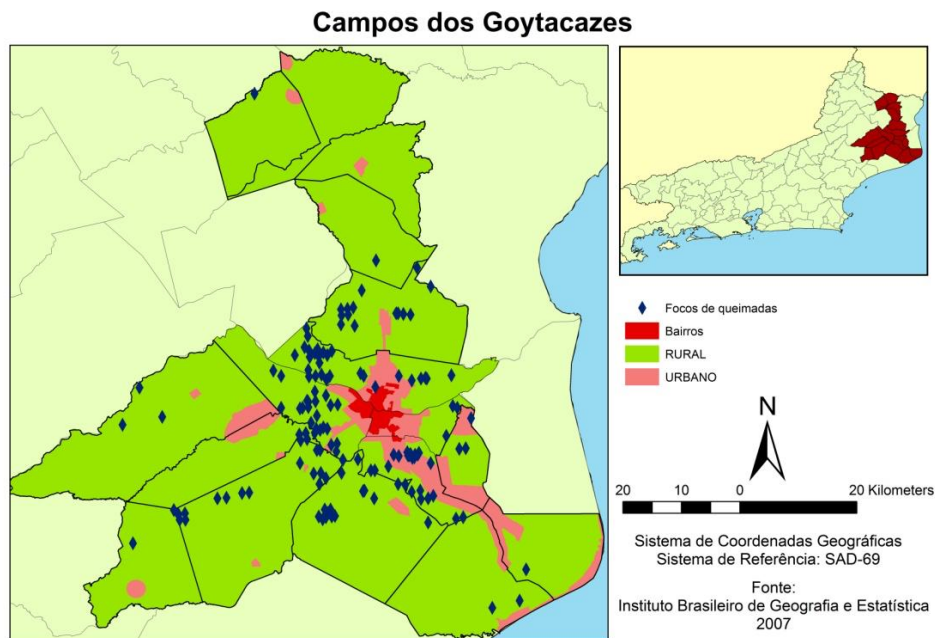 Campos dos Goytacazes
Focos de queimadas
Bairros
RURAL
URBANO
N
20 10 0 20 Kilometers
Sistema de Coordenadas Geográficas
Sistema de Referência: SAD-69
Fonte:
Instituto Brasileiro de Geografia e Estatística
2007